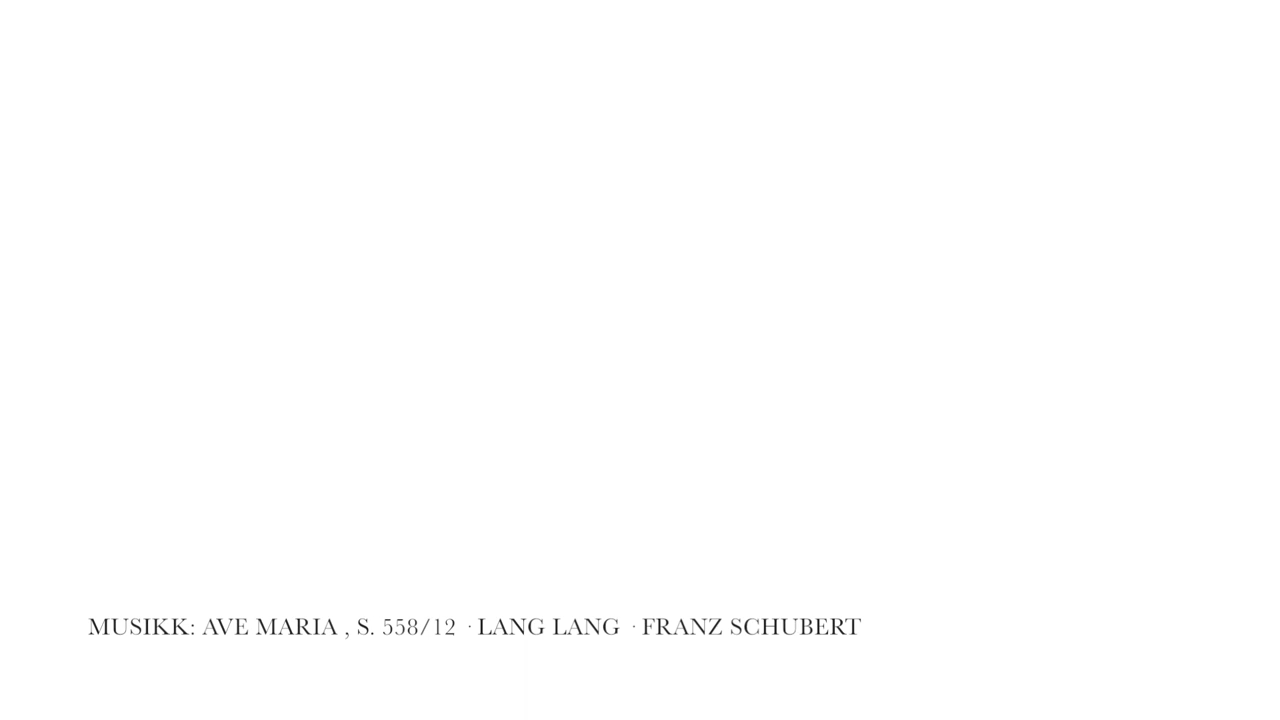 MUSIKK: AVE MARIA , S. 558/12 · LANG LANG · FRANZ SCHUBERT